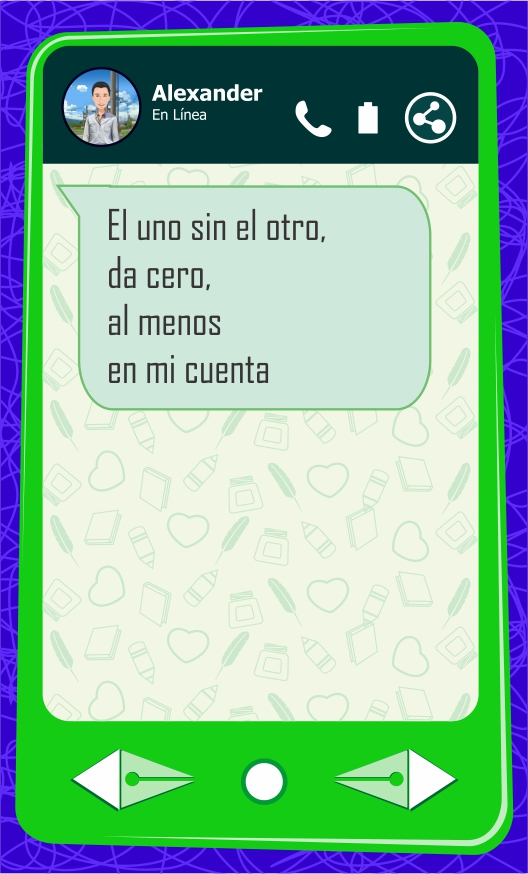 Alexander
En Línea
El uno sin el otro,
da cero,
al menos
en mi cuenta